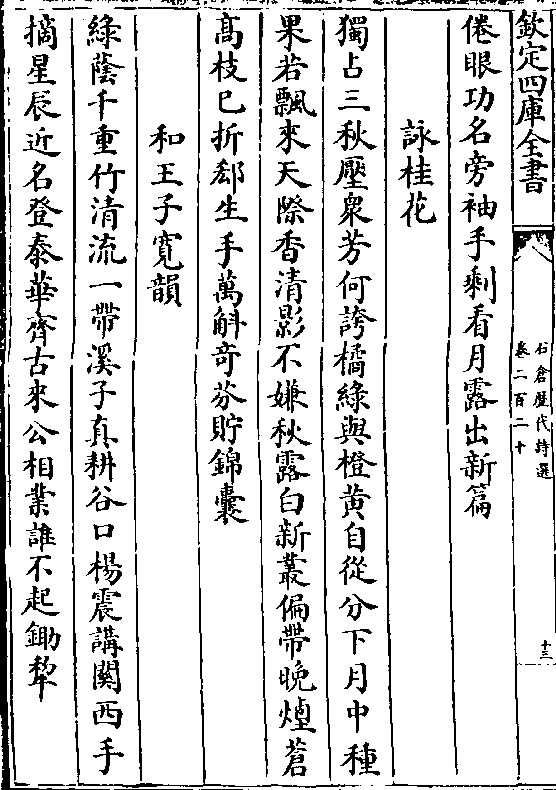 欽定四庫全書
石倉歷代詩選
卷二百二十
十三
倦眼功名旁袖手剩看月露出新篇
詠桂花
獨占三秋壓衆芳何誇橘綠與橙黄自從分下月中種
果若飄來天際香清影不嫌秋露白新叢偏帶晚煙蒼
髙枝已折郄生手萬斛奇芬貯錦囊
和王子寛韻
綠蔭千重竹清流一帶溪子真耕谷口楊震講闗西手
摘星辰近名登泰華齊古來公相業誰不起鋤犂